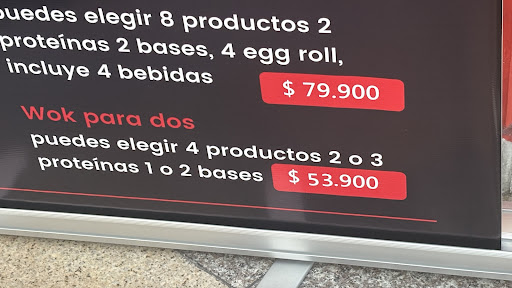 puedes elegir 8 productos 2
proteínas 2 bases, 4 egg roll,
incluye 4 bebidas
$ 79.900
Wok para dos
puedes elegir 4 productos 2 o 3
proteínas 1 o 2 bases
$ 53.900